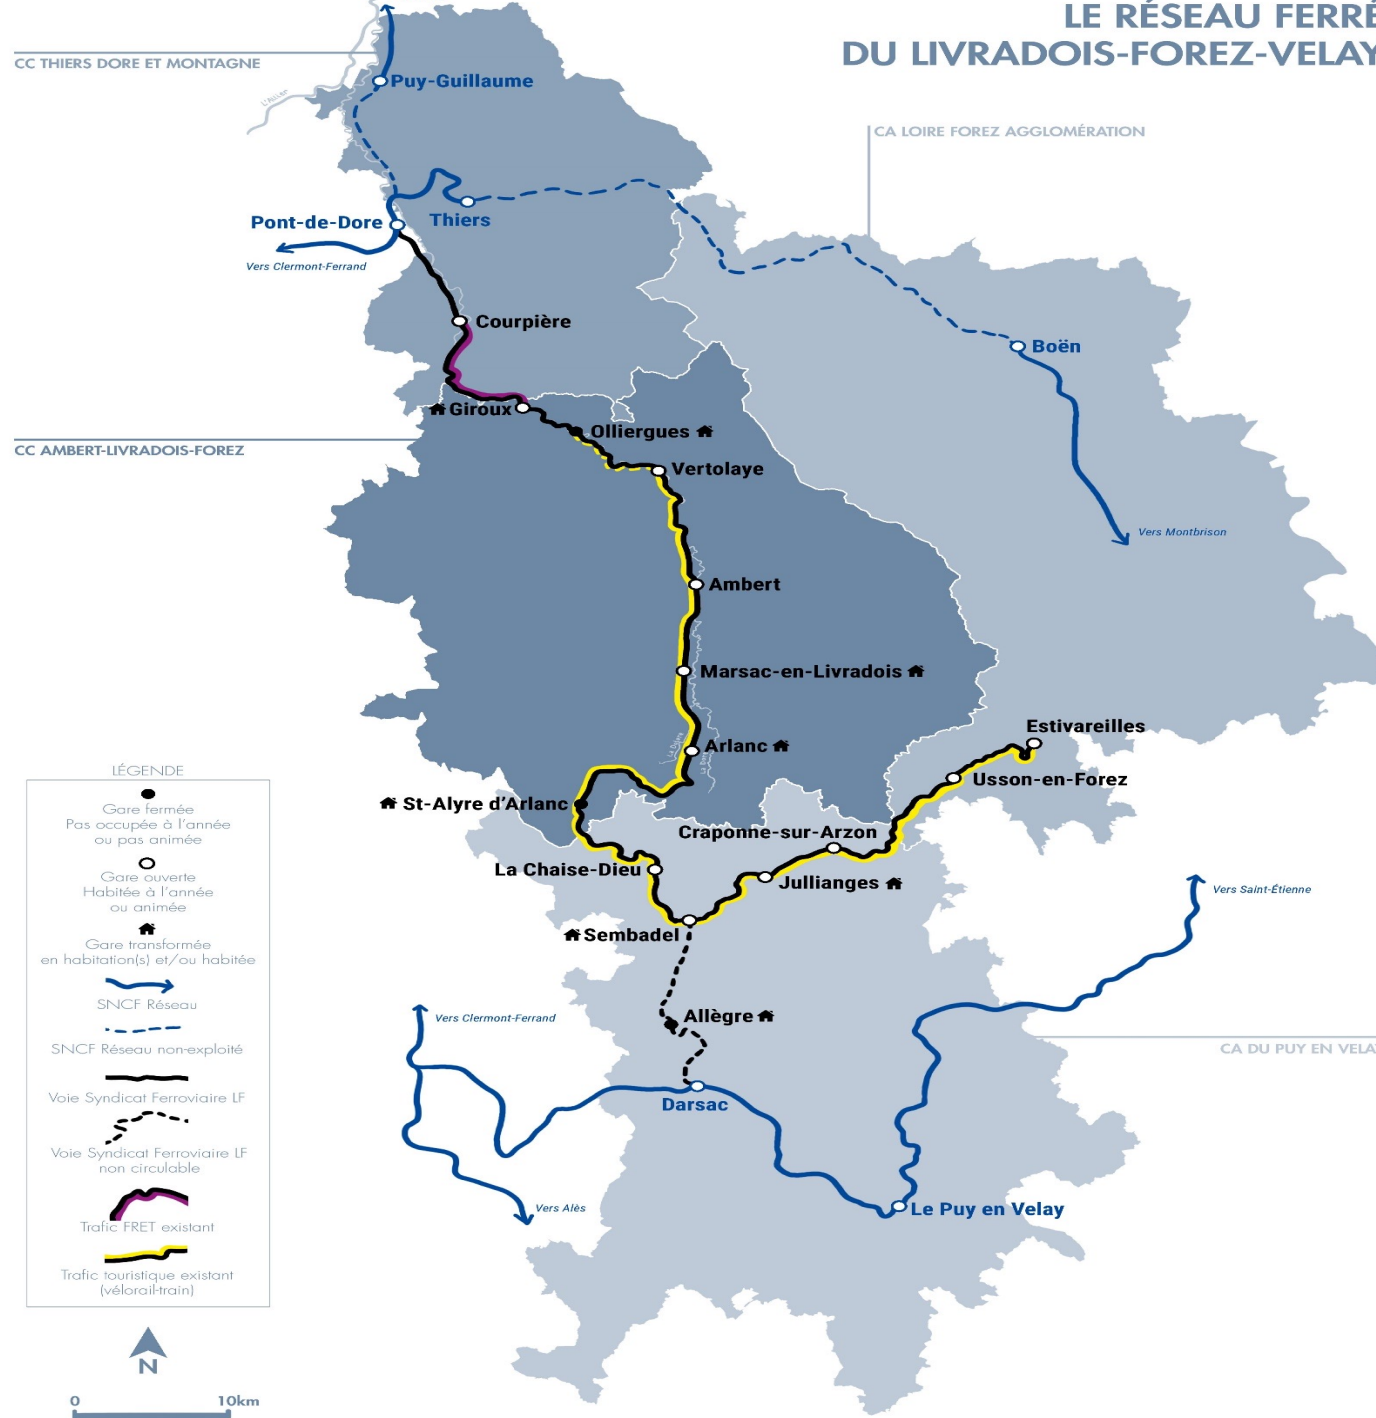 LE RÉSEAU FERRÉ
DU LIVRADOIS-FOREZ-VELAY
CC THIERS DORE ET MONTAGNE
L'Allier
Puy-Guillaume
CA LOIRE FOREZ AGGLOMÉRATION
Pont-de-Dore
Thiers
Vers Clermont-Ferrand
Courpière
Boën
Giroux
Olliergues
CC AMBERT-LIVRADOIS-FOREZ
Vertolaye
Vers Montbrison
Ambert
Marsac-en-Livradois
Estivareilles
Arlanc
Usson-en-Forez
St-Alyre d'Arlanc
Craponne-sur-Arzon
La Chaise-Dieu
Jullianges
Vers Saint-Étienne
Sembadel
Allègre
Vers Clermont-Ferrand
CA DU PUY EN VELAY
Darsac
Vers Alès
Le Puy en Velay
LÉGENDE
Gare fermée
Pas occupée à l'année
ou pas animée
Gare ouverte
Habitée à l'année
ou animée
Gare transformée
en habitation(s) et/ou habitée
SNCF Réseau
SNCF Réseau non-exploité
Voie Syndicat Ferroviaire LF
Voie Syndicat Ferroviaire LF
non circulable
Trafic FRET existant
Trafic touristique existant
(vélorail-train)
N
0 10km